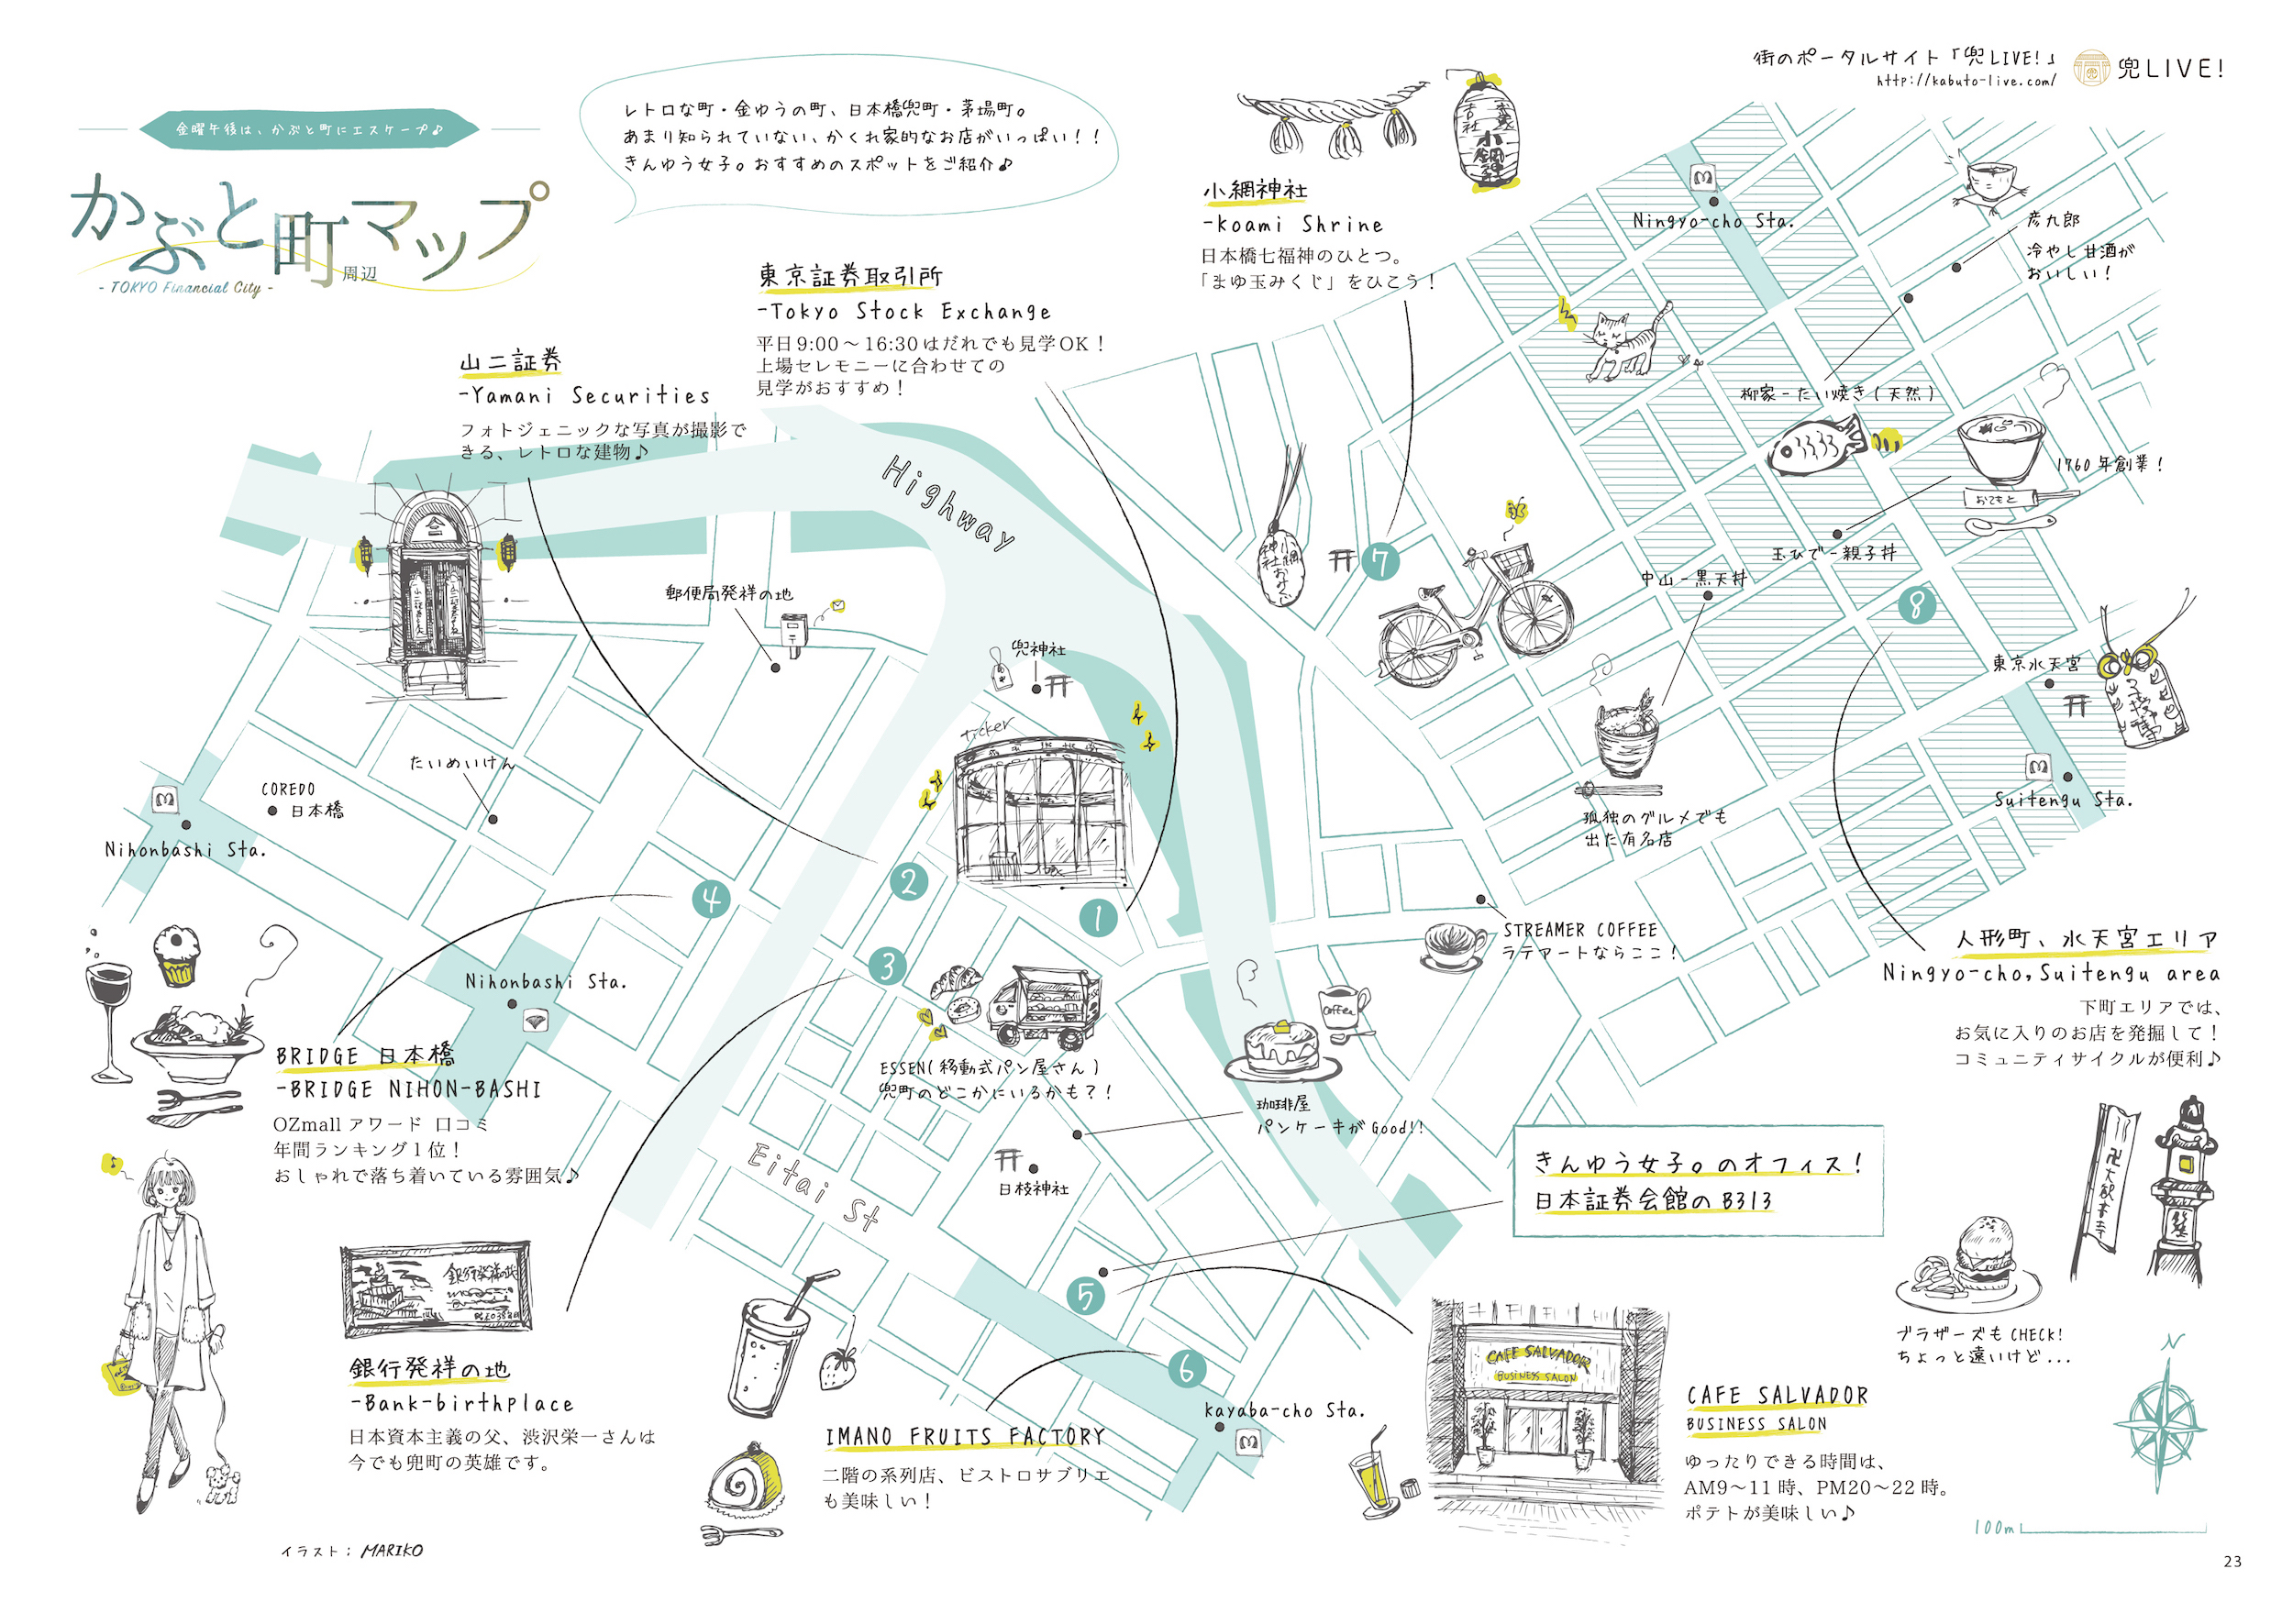 金曜午後は、かぶと町にエスケープ♪
かぶと町マップ
周辺
- TOKYO Financial City -
レトロな町・金ゆうの町、日本橋兜町・茅場町。
あまり知られていない、かくれ家的なお店がいっぱい！！
きんゆう女子。おすすめのスポットをご紹介♪
街のポータルサイト「兜LIVE!」
http://kabuto-live.com/
兜LIVE!
小網神社
-Koami Shrine
日本橋七福神のひとつ。
「まゆ玉みくじ」をひこう！
東京証券取引所
-Tokyo Stock Exchange
平日9:00～16:30はだれでも見学OK！
上場セレモニーに合わせての
見学がおすすめ！
山二証券
-Yamani Securities
フォトジェニックな写真が撮影で
きる、レトロな建物♪
Highway
Ningyo-cho Sta.
彦九郎
冷やし甘酒が
おいしい！
柳家-たい焼き(天然)
1760年創業！
おてもと
玉ひで-親子丼
中山-黒天丼
孤独のグルメでも
出た有名店
7
8
東京水天宮
Suitengu Sta.
郵便局発祥の地
兜神社
ticker
たいめいけん
COREDO
日本橋
Nihonbashi Sta.
4
2
1
3
Nihonbashi Sta.
STREAMER COFFEE
ラテアートならここ！
人形町、水天宮エリア
Ningyo-cho,Suitengu area
下町エリアでは、
お気に入りのお店を発掘して！
コミュニティサイクルが便利♪
BRIDGE 日本橋
-BRIDGE NIHON-BASHI
OZmallアワード 口コミ
年間ランキング1位！
おしゃれで落ち着いている雰囲気♪
ESSEN(移動式パン屋さん)
兜町のどこかにいるかも？！
coffee
珈琲屋
パンケーキがGood!!
日枝神社
Eitai St
きんゆう女子。のオフィス！
日本証券会館のB313
5
6
銀行発祥の地
銀行発祥の地
-Bank-birthplace
日本資本主義の父、渋沢栄一さんは
今でも兜町の英雄です。
IMANO FRUITS FACTORY
二階の系列店、ビストロサブリエ
も美味しい！
Kayaba-cho Sta.
CAFE SALVADOR
BUSINESS SALON
CAFE SALVADOR
BUSINESS SALON
ゆったりできる時間は、
AM9～11時、PM20～22時。
ポテトが美味しい♪
ブラザーズもCHECK!
ちょっと遠いけど...
N
100m
イラスト：MARIKO
23